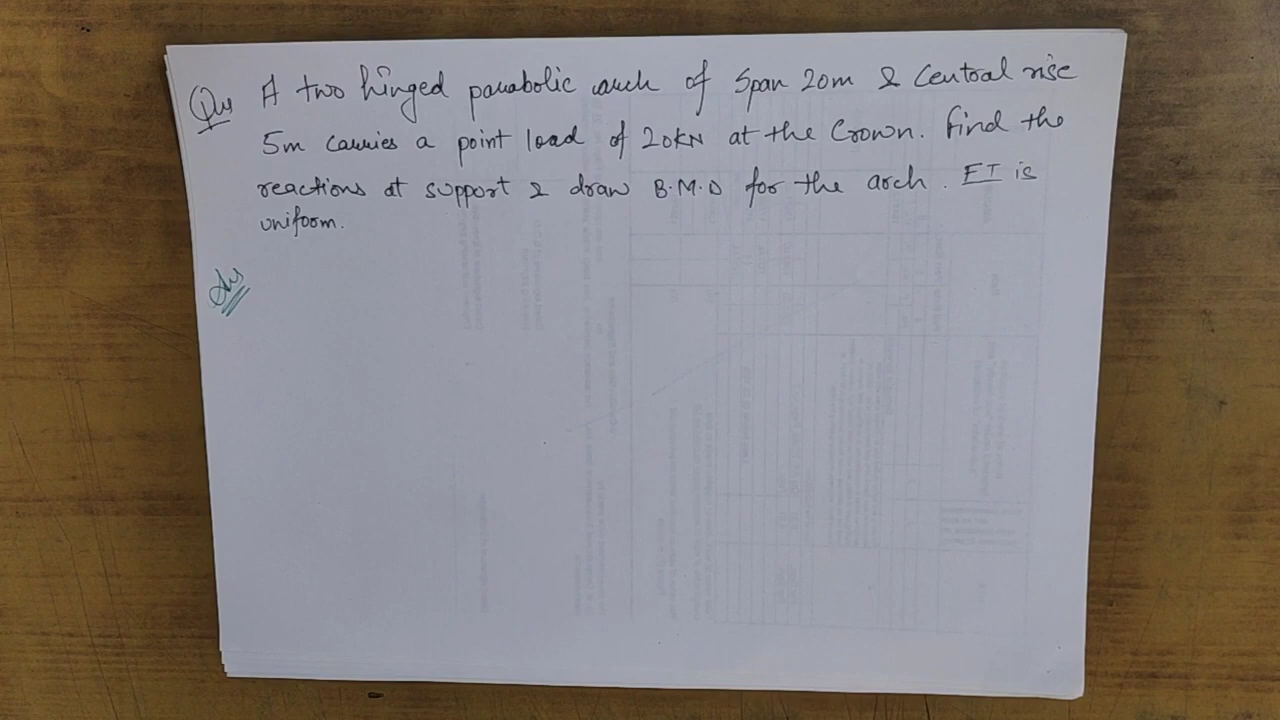 Qus A two hinged parabolic arch of Span 20m & Central rise
5m carries a point load of 20KN at the Crown. find the
reactions at support & draw B.M.D for the arch. EI is
uniform.
Ans